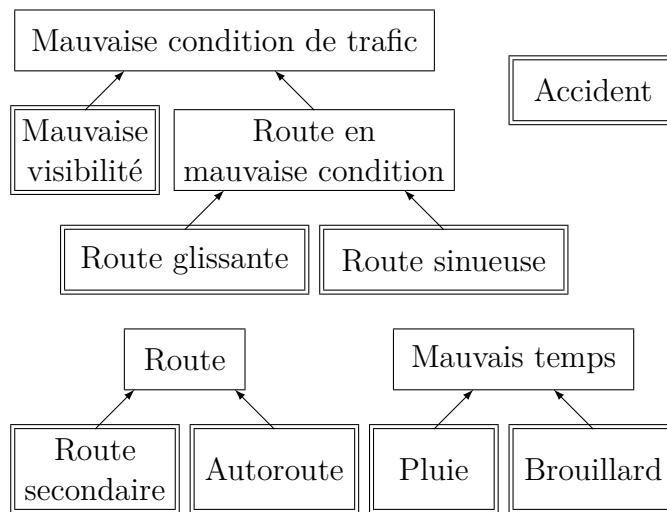 Mauvaise condition de trafic
Accident
Mauvaise
visibilité
Route en
mauvaise condition
Route glissante
Route sinueuse
Route
Mauvais temps
Route
secondaire
Autoroute
Pluie
Brouillard